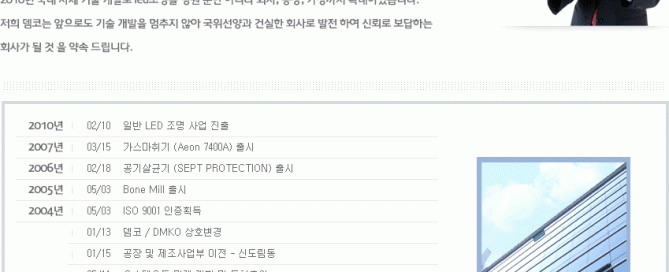 저희 뎀코는 앞으로도 기술 개발을 멈추지 않아 국위선양과 건실한 회사로 발전 하여 신뢰로 보답하는
회사가 될 것 을 약속 드립니다.
2010년 02/10 일반 LED 조명 사업 진출
2007년 03/15 가스마취기 (Aeon 7400A) 출시
2006년 02/18 공기살균기 (SEPT PROTECTION) 출시
2005년 05/03 Bone Mill 출시
2004년 05/03 ISO 9001 인증획득
01/13 뎀코 / DMKO 상호변경
01/15 공장 및 제조사업부 이전 - 신도림동